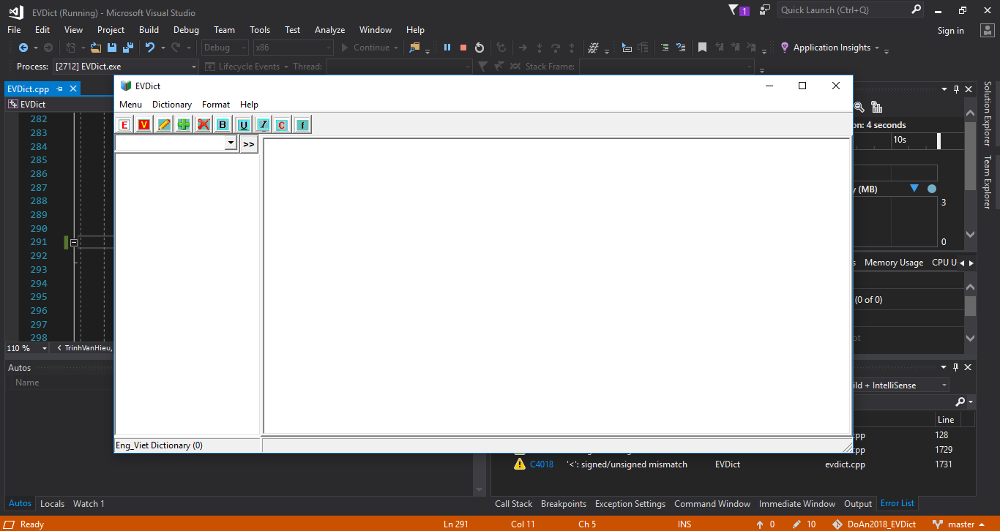 EVDict (Running) - Microsoft Visual Studio
1
Quick Launch (Ctrl+Q)
File Edit View Project Build Debug Team Tools Test Analyze Window Help
Sign in
Debug x86 Continue Application Insights
Process: [2712] EVDict.exe Lifecycle Events Thread: Stack Frame:
EVDict.cpp
EVDict
EVDict
Menu Dictionary Format Help
E V B U I C f
>>
Eng_Viet Dictionary (0)
282
283
284
285
286
287
288
289
290
291
292
293
294
295
296
297
298
110 % TrinhVanHieu,
on: 4 seconds
10s
y (MB)
3
0
s Memory Usage CPU U
(0 of 0)
Solution Explorer
Team Explorer
Autos
Name
ild + IntelliSense
Line
.cpp 128
.cpp 1729
C4018 '<': signed/unsigned mismatch EVDict evdict.cpp 1731
Autos Locals Watch 1
Call Stack Breakpoints Exception Settings Command Window Immediate Window Output Error List
Ready Ln 291 Col 11 Ch 5 INS 0 10 DoAn2018_EVDict master